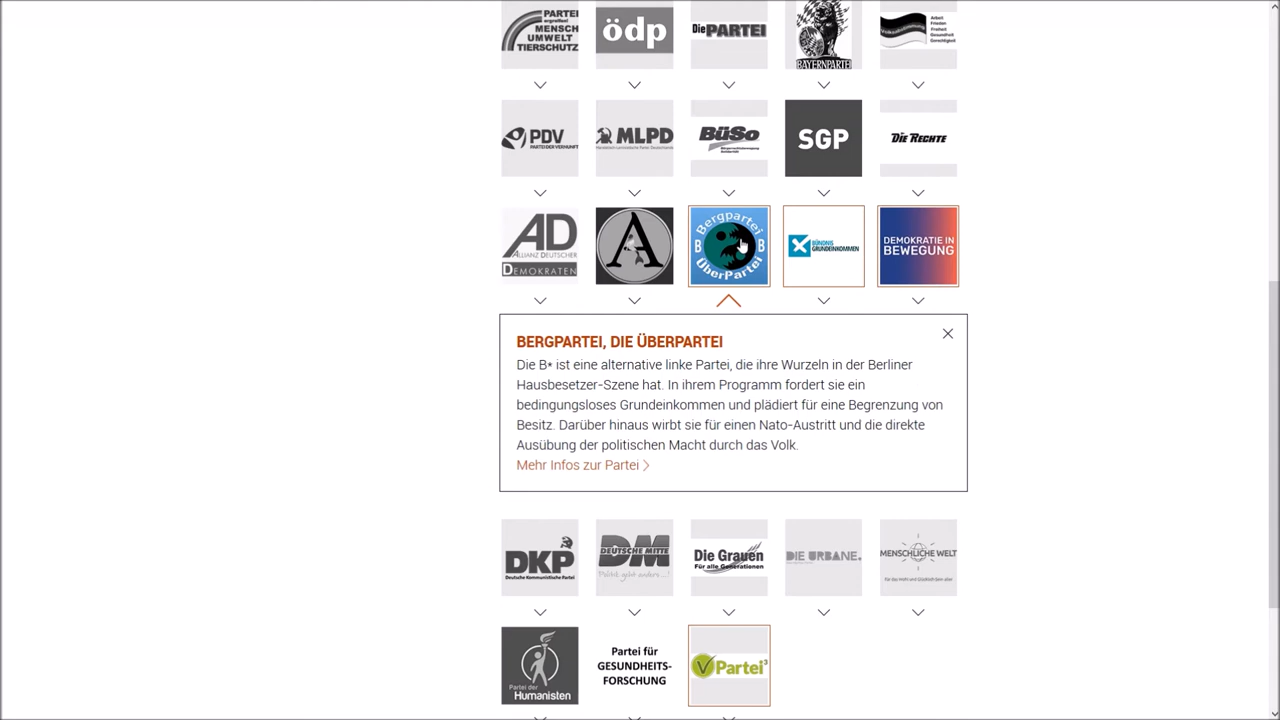 PARTEI
MENSCH
UMWELT
TIERSCHUTZ
ödp
Die PARTEI
BAYERNPARTEI
Arbeit
Frieden
Freiheit
Gesundheit
Gerechtigkeit
PDV
PARTEI DER VERNUNFT
MLPD
BüSo
SGP
DIE RECHTE
AD
ALLIANZ DEUTSCHER
DEMOKRATEN
A
Bergpartei
B B
ÜberPartei
BÜNDNIS
GRUNDEINKOMMEN
DEMOKRATIE IN
BEWEGUNG
BERGPARTEI, DIE ÜBERPARTEI
Die B* ist eine alternative linke Partei, die ihre Wurzeln in der Berliner
Hausbesetzer-Szene hat. In ihrem Programm fordert sie ein
bedingungsloses Grundeinkommen und plädiert für eine Begrenzung von
Besitz. Darüber hinaus wirbt sie für einen Nato-Austritt und die direkte
Ausübung der politischen Macht durch das Volk.
Mehr Infos zur Partei
DKP
Deutsche Kommunistische Partei
DM
DEUTSCHE MITTE
Politik geht anders ...!
Die Grauen
Für alle Generationen
DIE URBANE.
MENSCHLICHE WELT
Partei der
Humanisten
Partei für
GESUNDHEITS-
FORSCHUNG
V Partei³